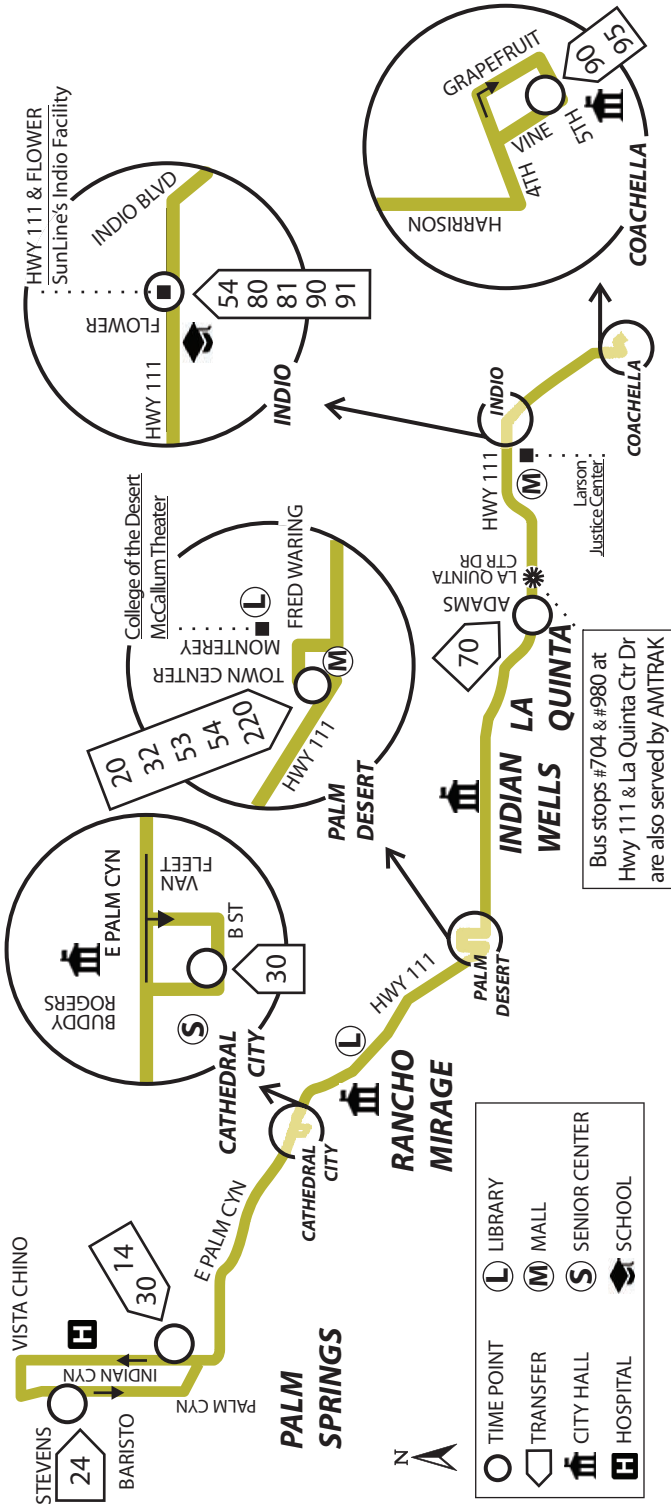 STEVENS
24
BARISTO
VISTA CHINO
H
INDIAN CYN
PALM CYN
14
30
E PALM CYN
PALM
SPRINGS
CATHEDRAL
CITY
CATHEDRAL
CITY
BUDDY
ROGERS
E PALM CYN
VAN
FLEET
B ST
S
30
L
RANCHO
MIRAGE
HWY 111
PALM
DESERT
PALM
DESERT
20
32
53
54
220
College of the Desert
McCallum Theater
L
MONTEREY
TOWN CENTER
FRED WARING
M
HWY 111
INDIAN
WELLS
LA
QUINTA
70
ADAMS
LA QUINTA
CTR DR
Bus stops #704 & #980 at
Hwy 111 & La Quinta Ctr Dr
are also served by AMTRAK
HWY 111
M
Larson
Justice Center
INDIO
INDIO
HWY 111 & FLOWER
SunLine's Indio Facility
HWY 111
FLOWER
INDIO BLVD
54
80
81
90
91
COACHELLA
COACHELLA
HARRISON
4TH
VINE
GRAPEFRUIT
5TH
90
95
N
TIME POINT
TRANSFER
CITY HALL
H HOSPITAL
L LIBRARY
M MALL
S SENIOR CENTER
SCHOOL